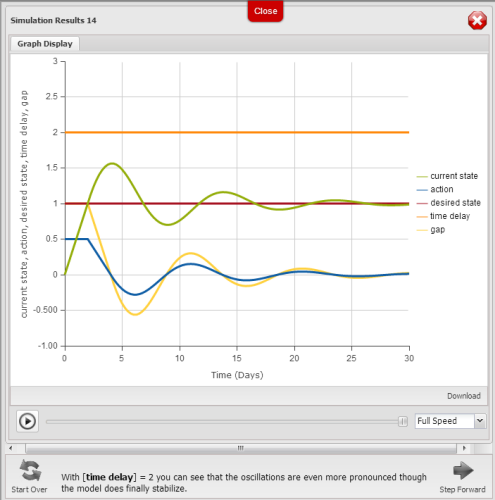 Close
Simulation Results 14
Graph Display
current state, action, desired state, time delay, gap
3
2.5
2
1.5
1
0.5
0
-0.500
-1.00
0 5 10 15 20 25 30
Time (Days)
current state
action
desired state
time delay
gap
Download
Full Speed
Start Over
With [time delay] = 2 you can see that the oscillations are even more pronounced though
the model does finally stabilize.
Step Forward